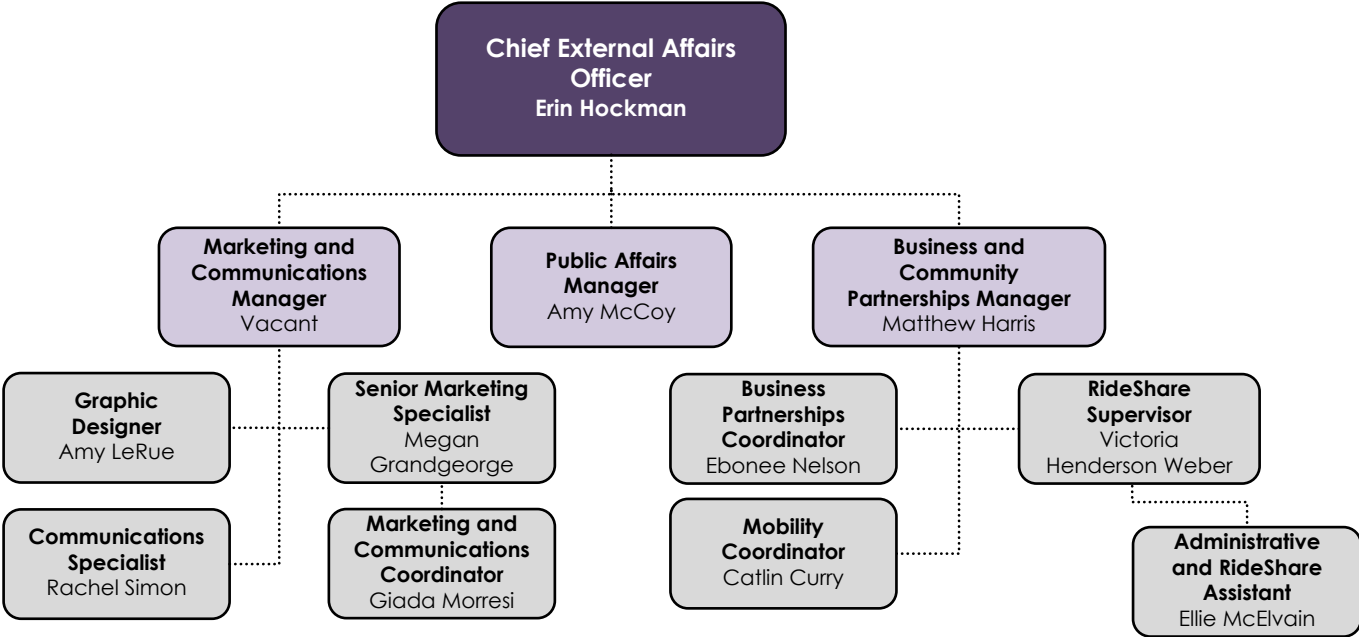 Chief External Affairs
Officer
Erin Hockman
Marketing and
Communications
Manager
Vacant
Public Affairs
Manager
Amy McCoy
Business and
Community
Partnerships Manager
Matthew Harris
Graphic
Designer
Amy LeRue
Senior Marketing
Specialist
Megan
Grandgeorge
Business
Partnerships
Coordinator
Ebonee Nelson
RideShare
Supervisor
Victoria
Henderson Weber
Communications
Specialist
Rachel Simon
Marketing and
Communications
Coordinator
Giada Morresi
Mobility
Coordinator
Catlin Curry
Administrative
and RideShare
Assistant
Ellie McElvain